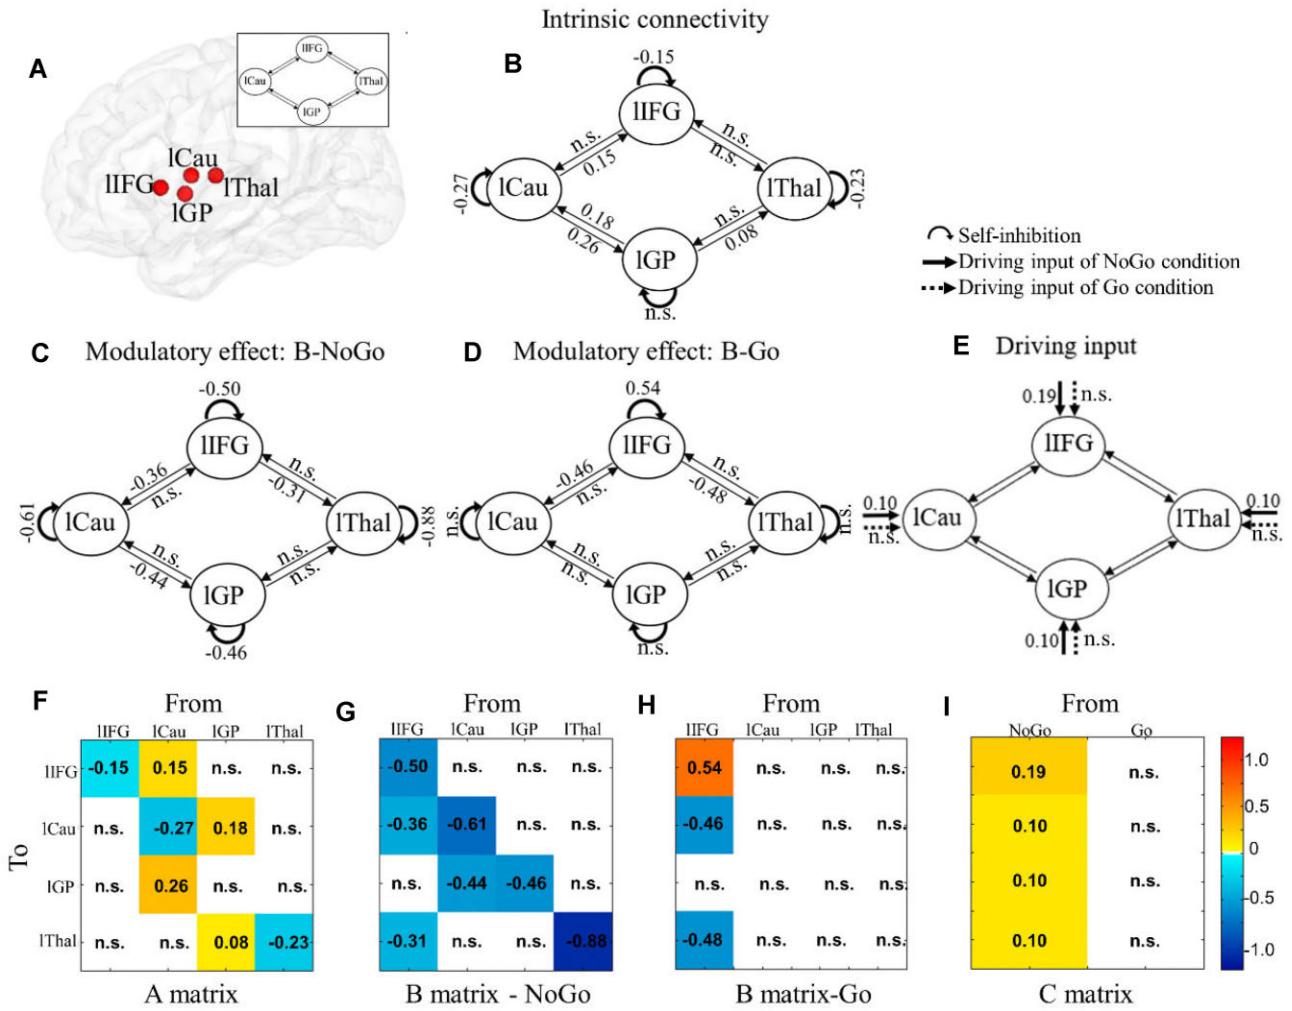 Intrinsic connectivity
A
lIFG
lCau
lThal
lGP
lCau
lIFG
lThal
lGP
B
-0.15
lIFG
n.s.
0.15
n.s.
n.s.
-0.27
lCau
lThal
-0.23
0.18
0.26
n.s.
0.08
lGP
n.s.
Self-inhibition
Driving input of NoGo condition
Driving input of Go condition
C
Modulatory effect: B-NoGo
-0.50
lIFG
-0.36
n.s.
n.s.
-0.31
-0.61
lCau
lThal
-0.88
n.s.
-0.44
n.s.
n.s.
lGP
-0.46
D
Modulatory effect: B-Go
0.54
lIFG
-0.46
n.s.
n.s.
-0.48
n.s.
lCau
lThal
n.s.
n.s.
n.s.
n.s.
n.s.
lGP
n.s.
E
Driving input
0.19
n.s.
lIFG
0.10
n.s.
lCau
lThal
0.10
n.s.
lGP
0.10
n.s.
F
From
lIFG lCau lGP lThal
To
lIFG -0.15 0.15 n.s. n.s.
lCau n.s. -0.27 0.18 n.s.
lGP n.s. 0.26 n.s. n.s.
lThal n.s. n.s. 0.08 -0.23
A matrix
G
From
lIFG lCau lGP lThal
-0.50 n.s. n.s. n.s.
-0.36 -0.61 n.s. n.s.
n.s. -0.44 -0.46 n.s.
-0.31 n.s. n.s. -0.88
B matrix - NoGo
H
From
lIFG lCau lGP lThal
0.54 n.s. n.s. n.s.
-0.46 n.s. n.s. n.s.
n.s. n.s. n.s. n.s.
-0.48 n.s. n.s. n.s.
B matrix-Go
I
From
NoGo Go
0.19 n.s.
0.10 n.s.
0.10 n.s.
0.10 n.s.
C matrix
1.0
0.5
0
-0.5
-1.0